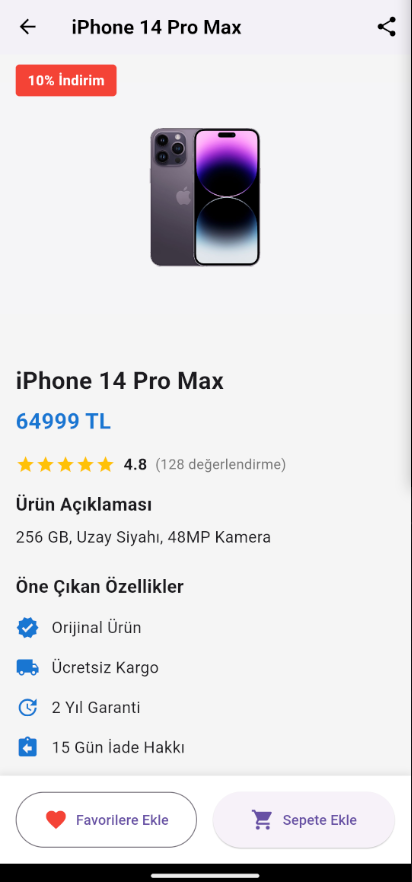 iPhone 14 Pro Max
10% İndirim
iPhone 14 Pro Max
64999 TL
4.8 (128 değerlendirme)
Ürün Açıklaması
256 GB, Uzay Siyahı, 48MP Kamera
Öne Çıkan Özellikler
Orijinal Ürün
Ücretsiz Kargo
2 Yıl Garanti
15 Gün İade Hakkı
Favorilere Ekle
Sepete Ekle